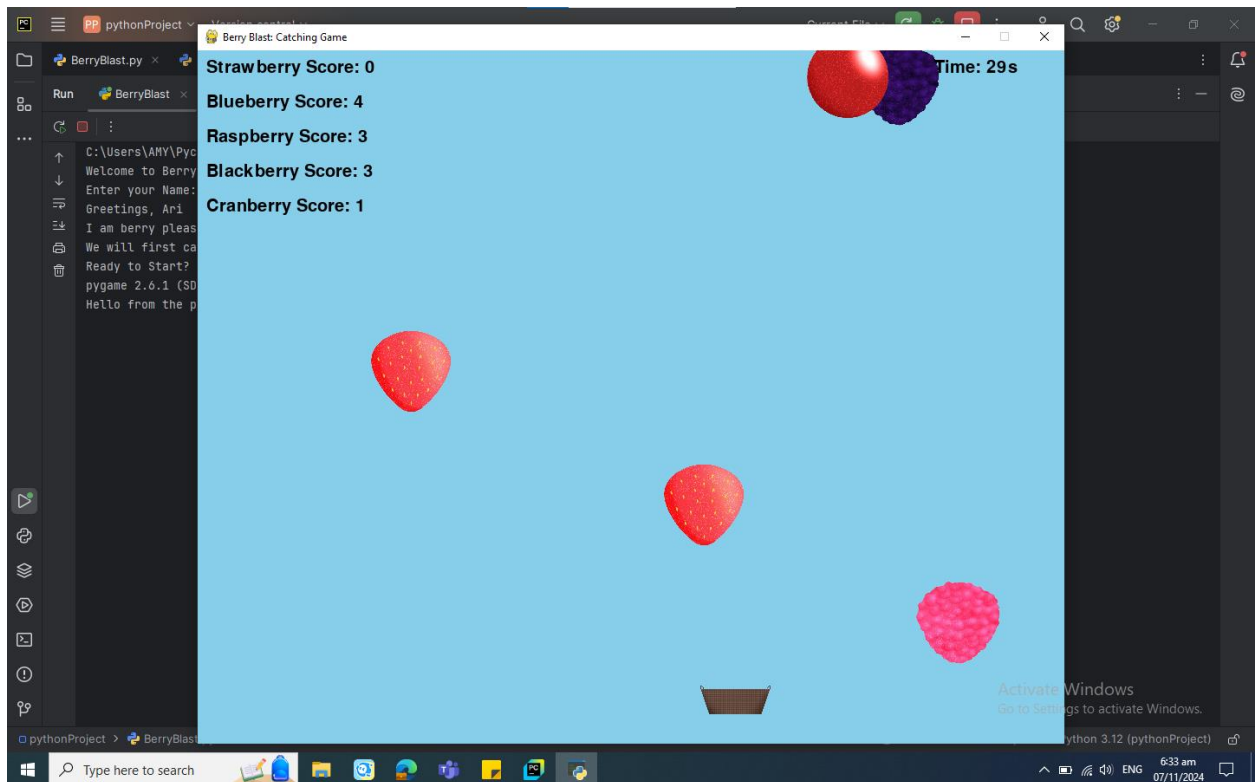 PC PP pythonProject Version control Current File
Berry Blast: Catching Game
BerryBlast.py
Run BerryBlast
Strawberry Score: 0
Time: 29s
Blueberry Score: 4
Raspberry Score: 3
Blackberry Score: 3
Cranberry Score: 1
C:\Users\AMY\Pyc
Welcome to Berry
Enter your Name:
Greetings, Ari
I am berry pleas
We will first ca
Ready to Start?
pygame 2.6.1 (SD
Hello from the p
Activate Windows
Go to Settings to activate Windows.
pythonProject > BerryBlast
ython 3.12 (pythonProject)
Type here to search
ENG
6:33 am
07/11/2024